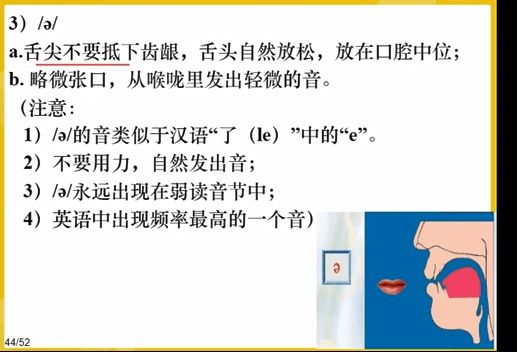 3）/ə/
a.舌尖不要抵下齿龈，舌头自然放松，放在口腔中位；
b. 略微张口，从喉咙里发出轻微的音。
（注意：
1）/ə/的音类似于汉语“了（le）”中的“e”。
2）不要用力，自然发出音；
3）/ə/永远出现在弱读音节中；
4）英语中出现频率最高的一个音）
ə
44/52